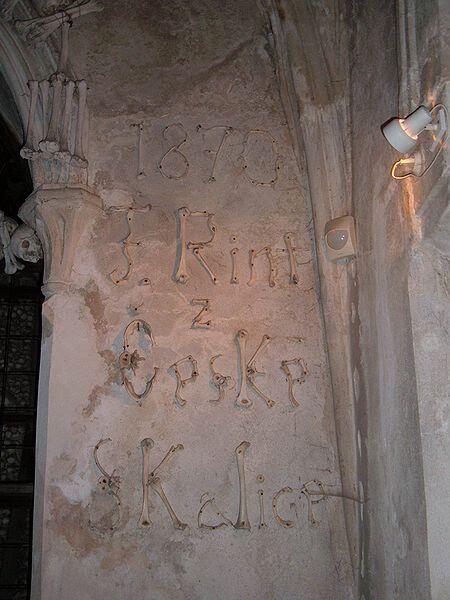 1870
F. Rint
z
České
Skalice